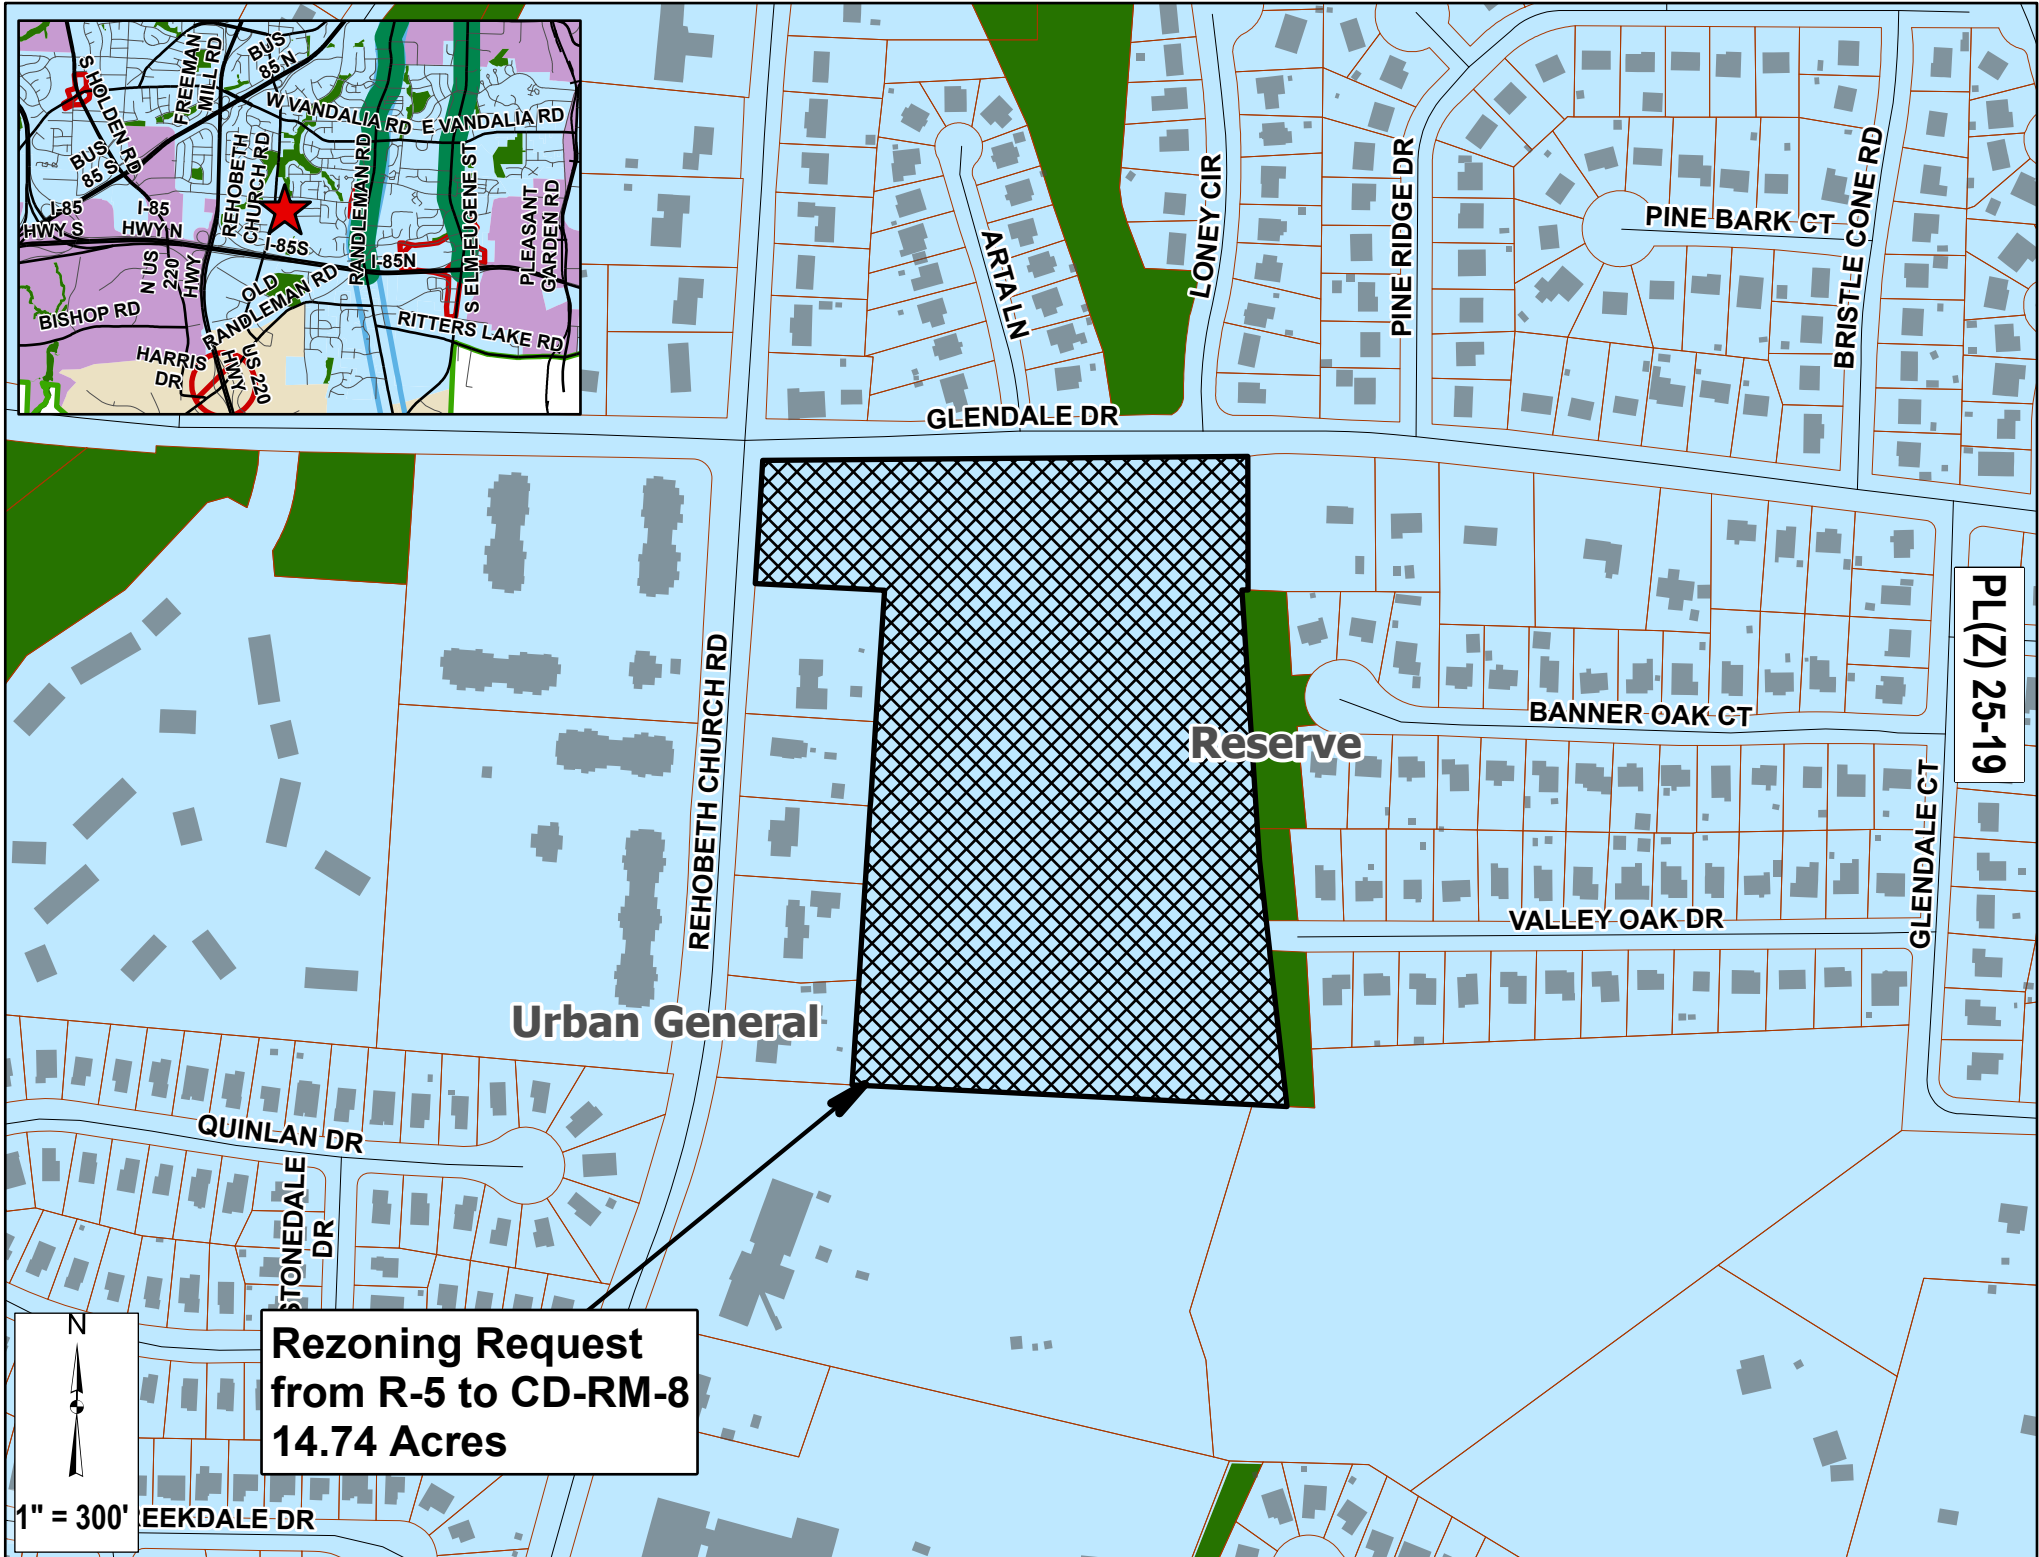 S HOLDEN RD
FREEMAN
MILL RD
BUS
85 N
W VANDALIA RD
E VANDALIA RD
BUS
85 S
REHOBETH
CHURCH RD
RANDLEMAN RD
S ELM-EUGENE ST
PLEASANT
GARDEN RD
I-85
HWY S
I-85
HWY N
I-85S
I-85N
N US
220
HWY
OLD
RANDLEMAN RD
BISHOP RD
RITTERS LAKE RD
HARRIS
DR
US 220
HWY
ARTA LN
LONEY CIR
PINE RIDGE DR
PINE BARK CT
BRISTLE CONE RD
GLENDALE DR
REHOBETH CHURCH RD
BANNER OAK CT
Reserve
PL(Z) 25-19
GLENDALE CT
VALLEY OAK DR
Urban General
QUINLAN DR
STONEDALE
DR
Rezoning Request
from R-5 to CD-RM-8
14.74 Acres
N
1" = 300'
REEKDALE DR